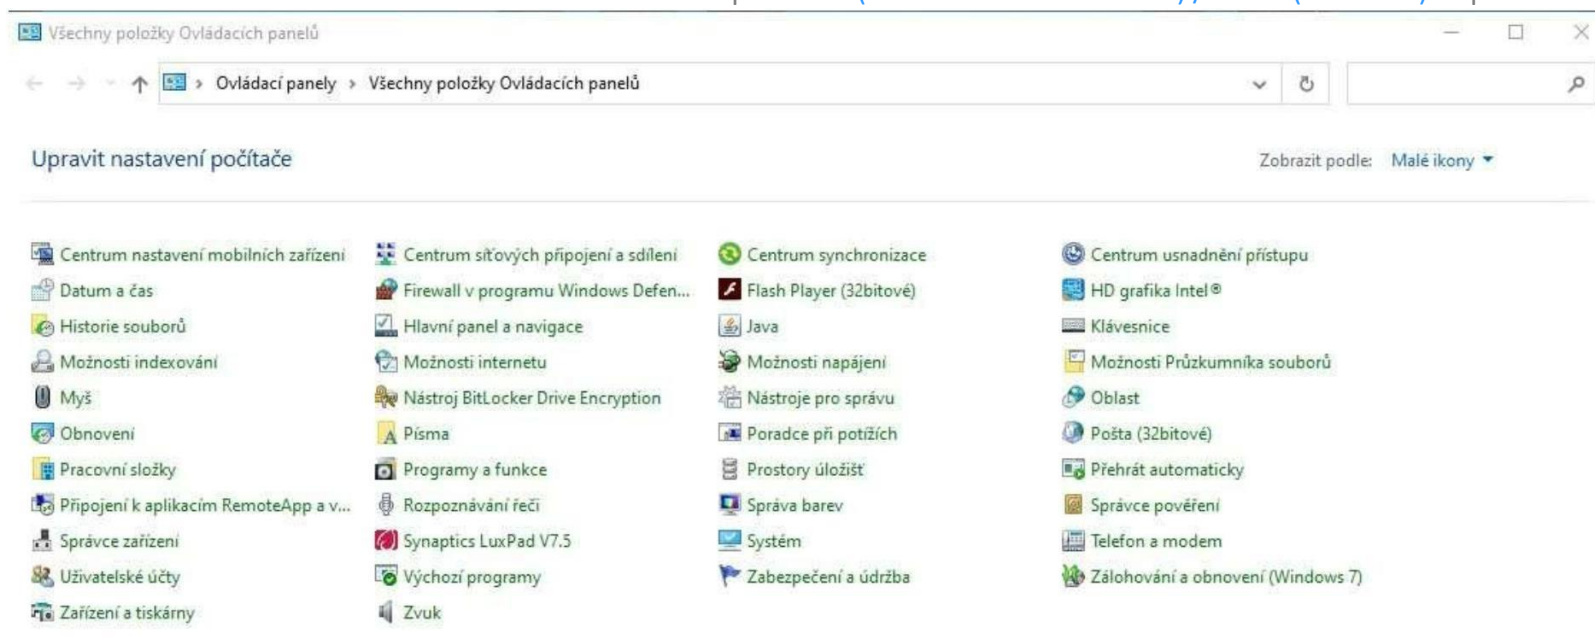 Všechny položky Ovládacích panelů
Ovládací panely › Všechny položky Ovládacích panelů
Upravit nastavení počítače
Zobrazit podle: Malé ikony
Centrum nastavení mobilních zařízení
Centrum síťových připojení a sdílení
Centrum synchronizace
Centrum usnadnění přístupu
Datum a čas
Firewall v programu Windows Defen...
Flash Player (32bitové)
HD grafika Intel®
Historie souborů
Hlavní panel a navigace
Java
Klávesnice
Možnosti indexování
Možnosti internetu
Možnosti napájení
Možnosti Průzkumníka souborů
Myš
Nástroj BitLocker Drive Encryption
Nástroje pro správu
Oblast
Obnovení
Písma
Poradce při potížích
Pošta (32bitové)
Pracovní složky
Programy a funkce
Prostory úložišť
Přehrát automaticky
Připojení k aplikacím RemoteApp a v...
Rozpoznávání řeči
Správa barev
Správce pověření
Správce zařízení
Synaptics LuxPad V7.5
Systém
Telefon a modem
Uživatelské účty
Výchozí programy
Zabezpečení a údržba
Zálohování a obnovení (Windows 7)
Zařízení a tiskárny
Zvuk